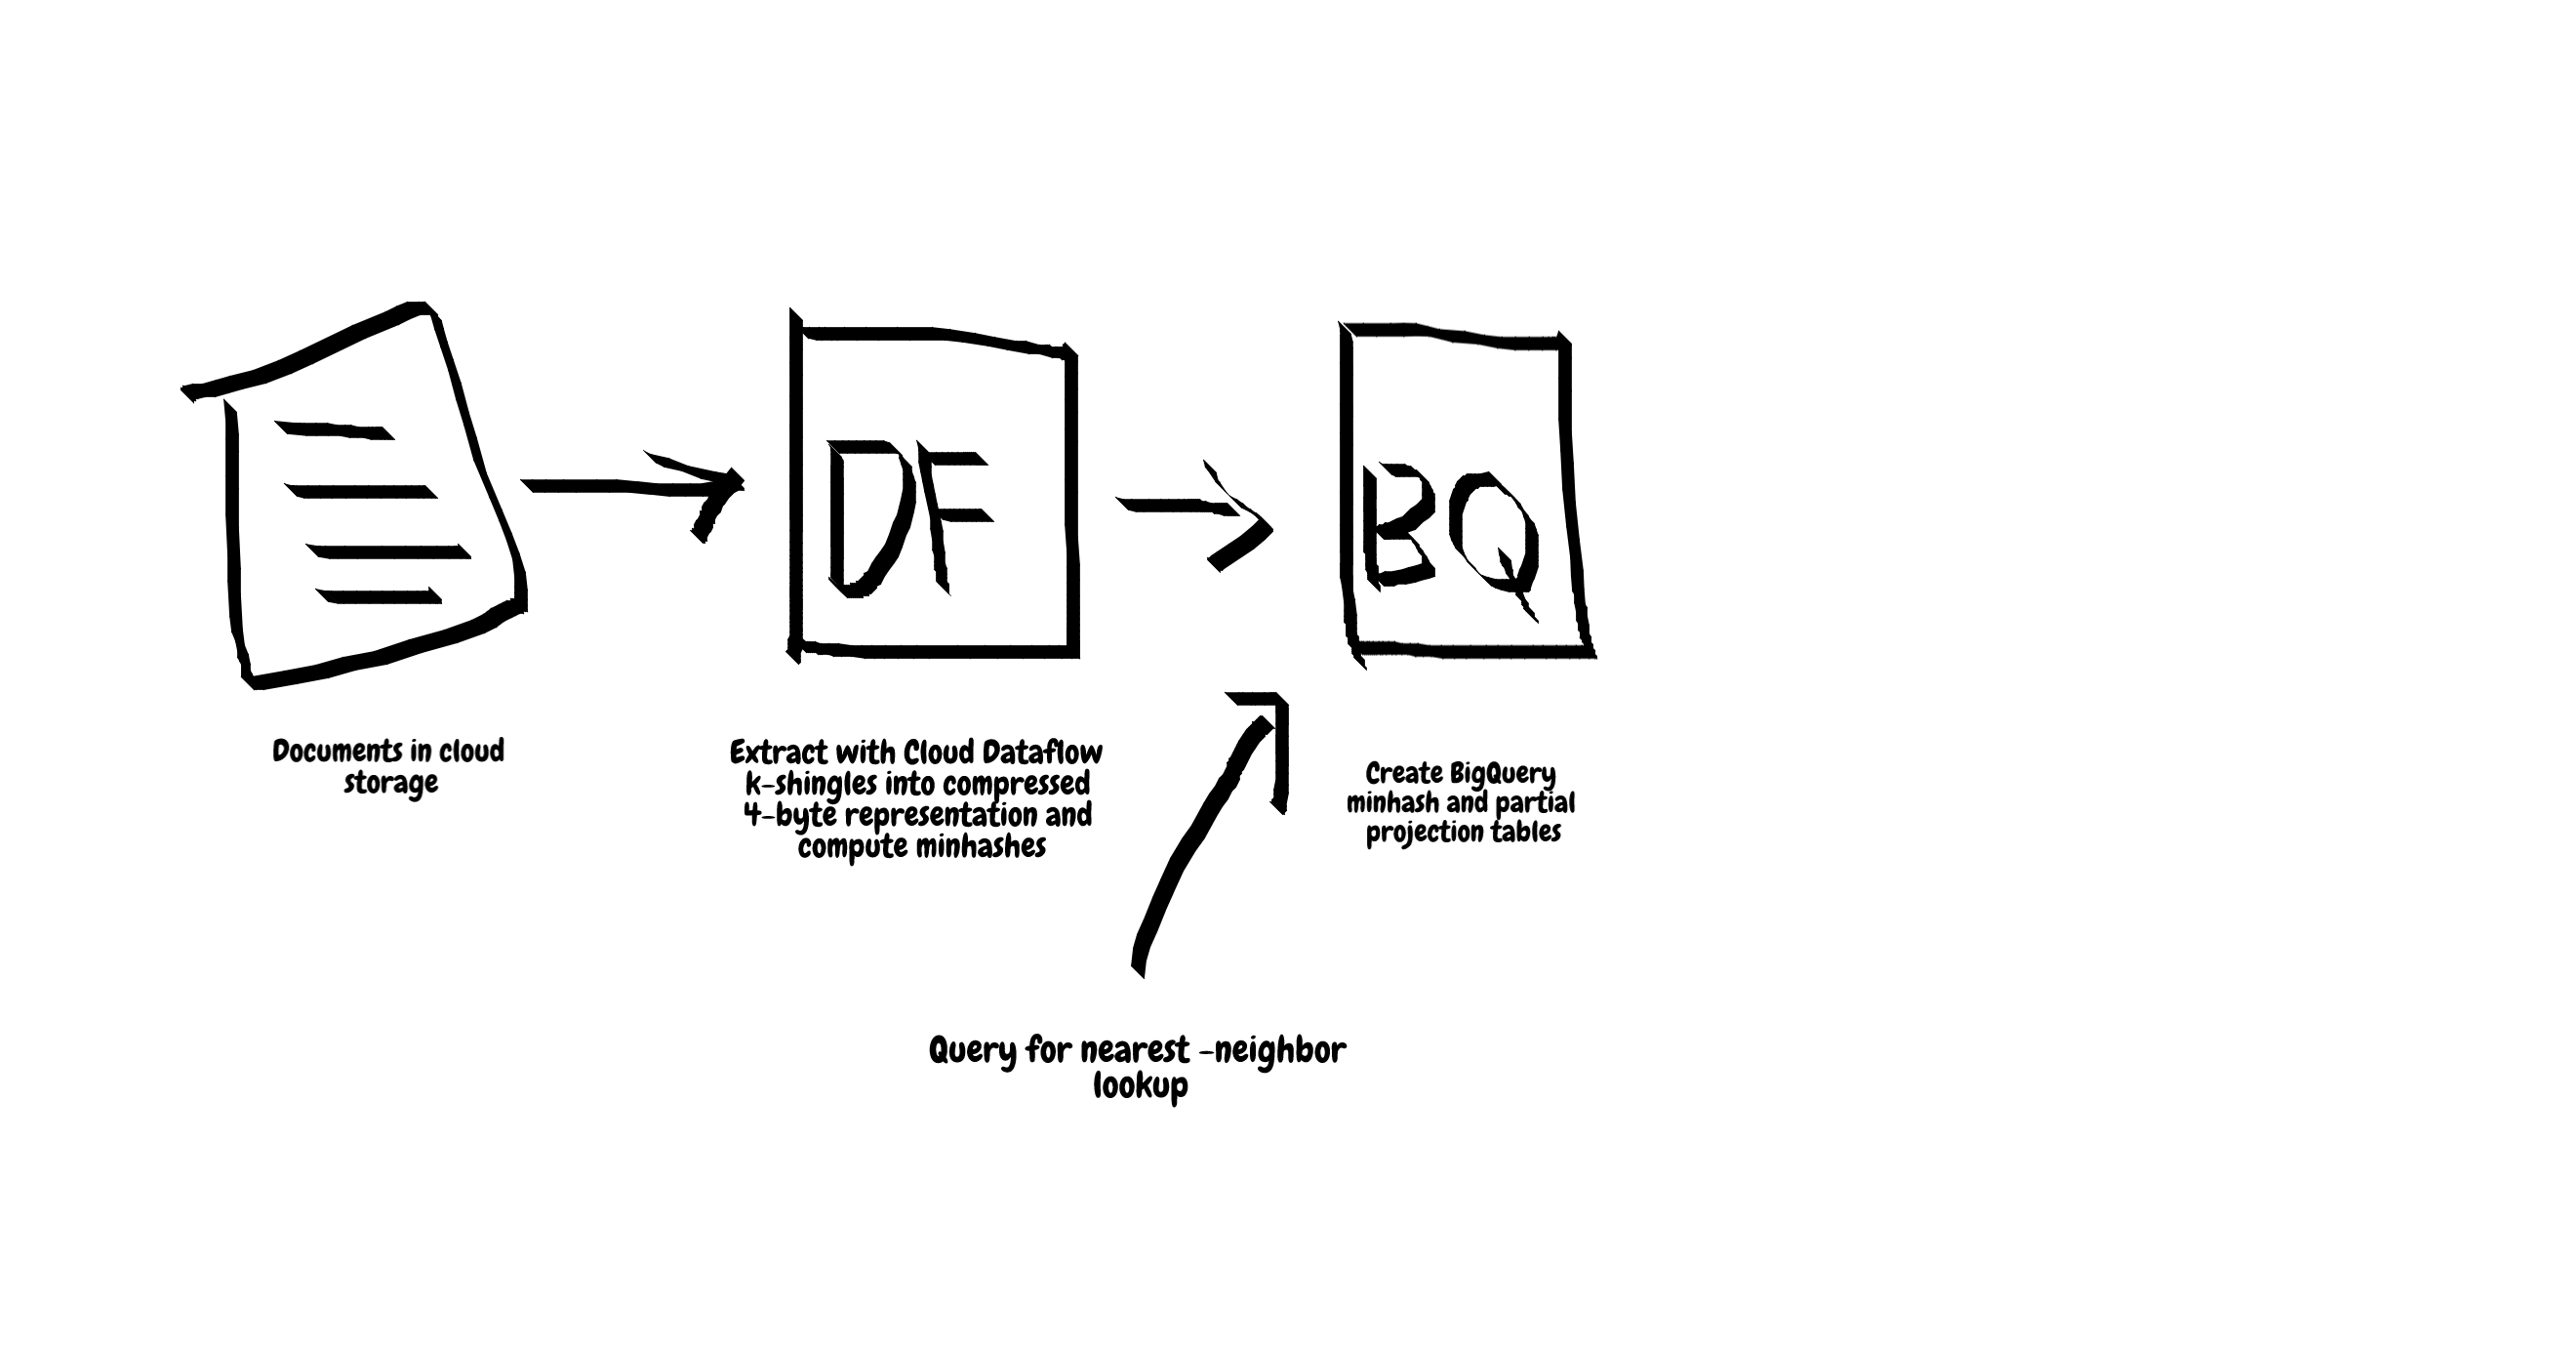 DF
BQ
Documents in cloud
storage
Extract with Cloud Dataflow
k-shingles into compressed
4-byte representation and
compute minhashes
Create BigQuery
minhash and partial
projection tables
Query for nearest -neighbor
lookup